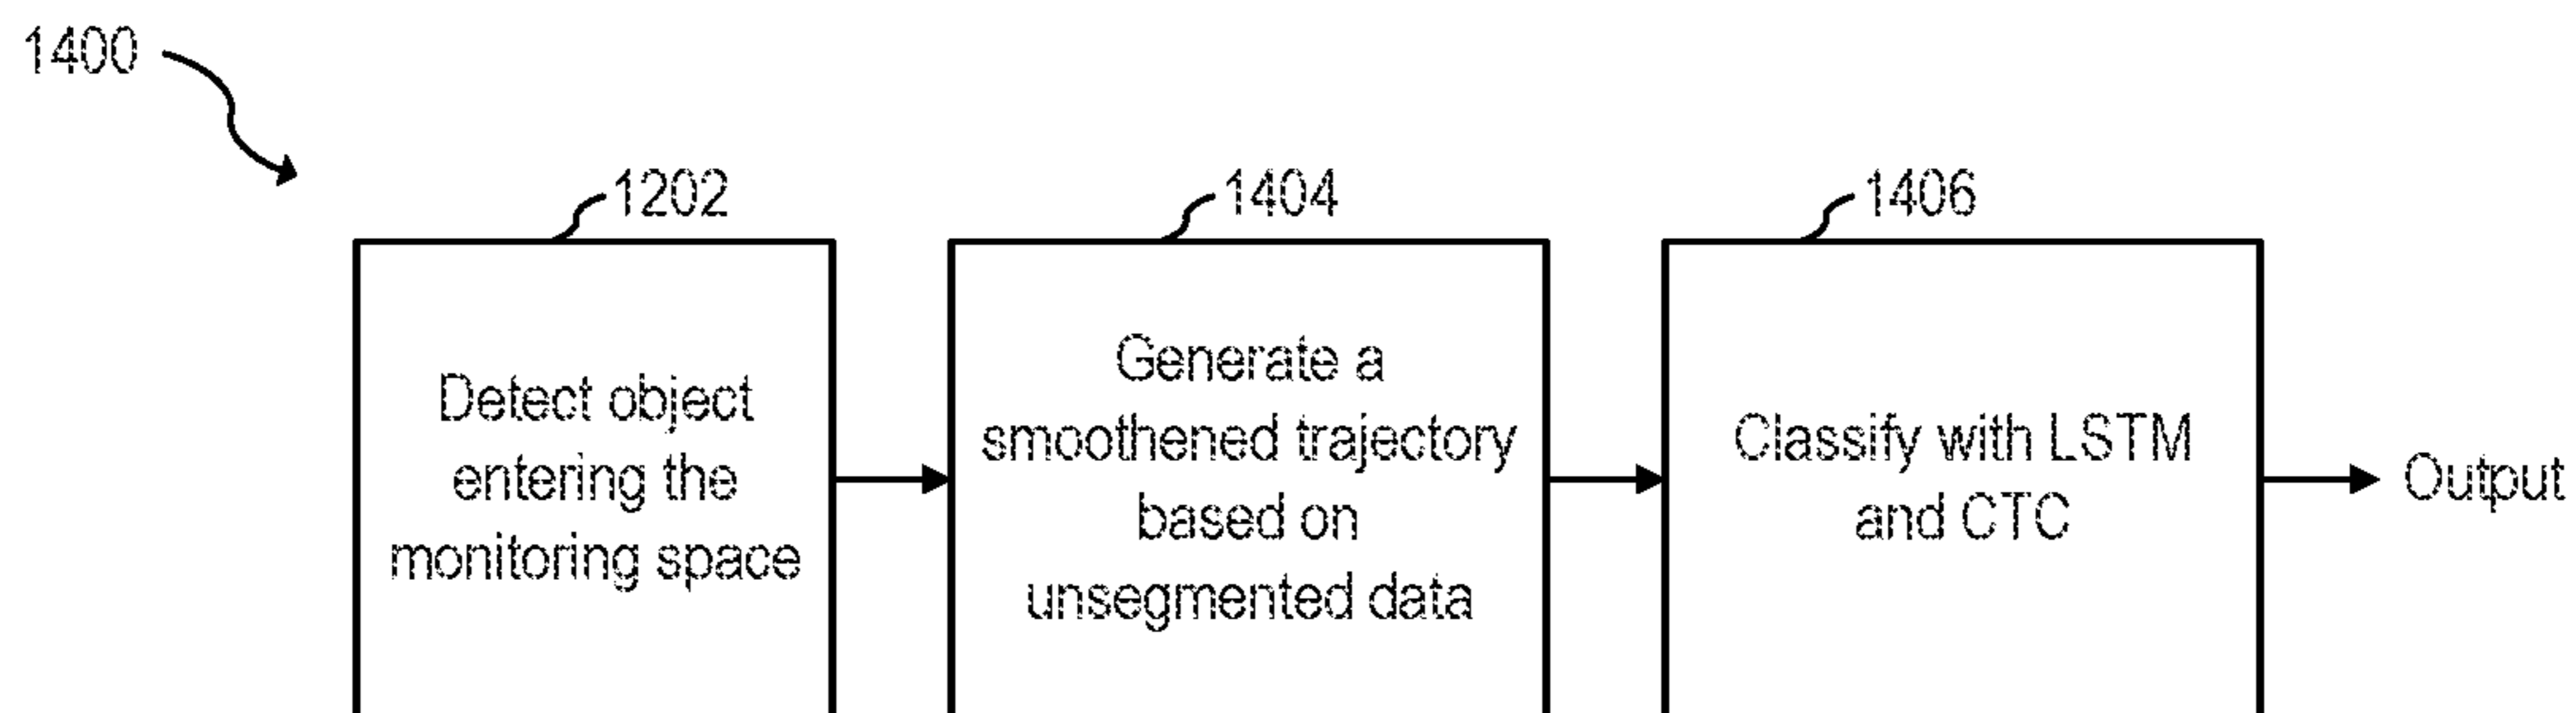 1400
1202
1404
1406
Detect object
entering the
monitoring space
Generate a
smoothened trajectory
based on
unsegmented data
Classify with LSTM
and CTC
Output